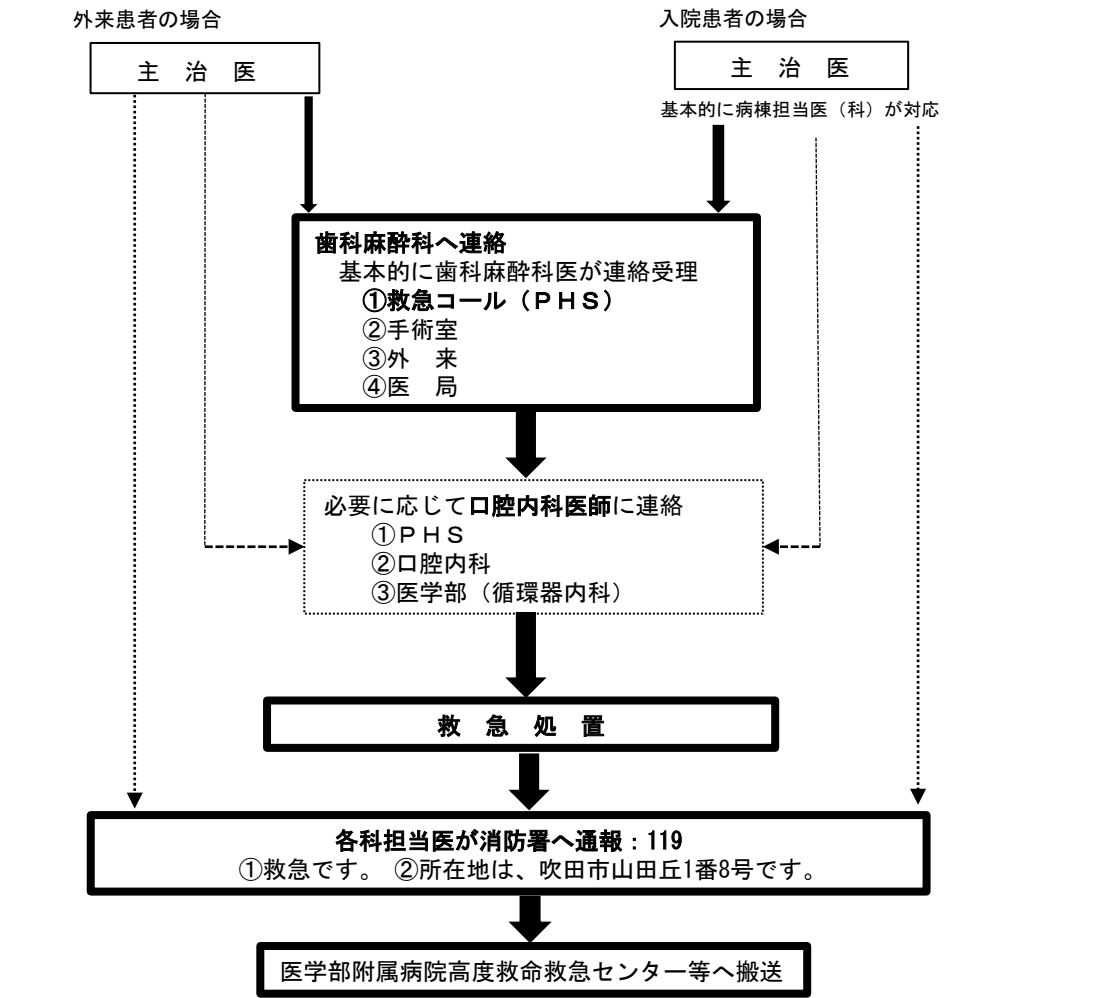 外来患者の場合
入院患者の場合
主　治　医
主　治　医
基本的に病棟担当医（科）が対応
歯科麻酔科へ連絡
基本的に歯科麻酔科医が連絡受理
①救急コール（ＰＨＳ）
②手術室
③外　来
④医　局
必要に応じて口腔内科医師に連絡
①ＰＨＳ
②口腔内科
③医学部（循環器内科）
救　急　処　置
各科担当医が消防署へ通報：119
①救急です。　②所在地は、吹田市山田丘1番8号です。
医学部附属病院高度救命救急センター等へ搬送